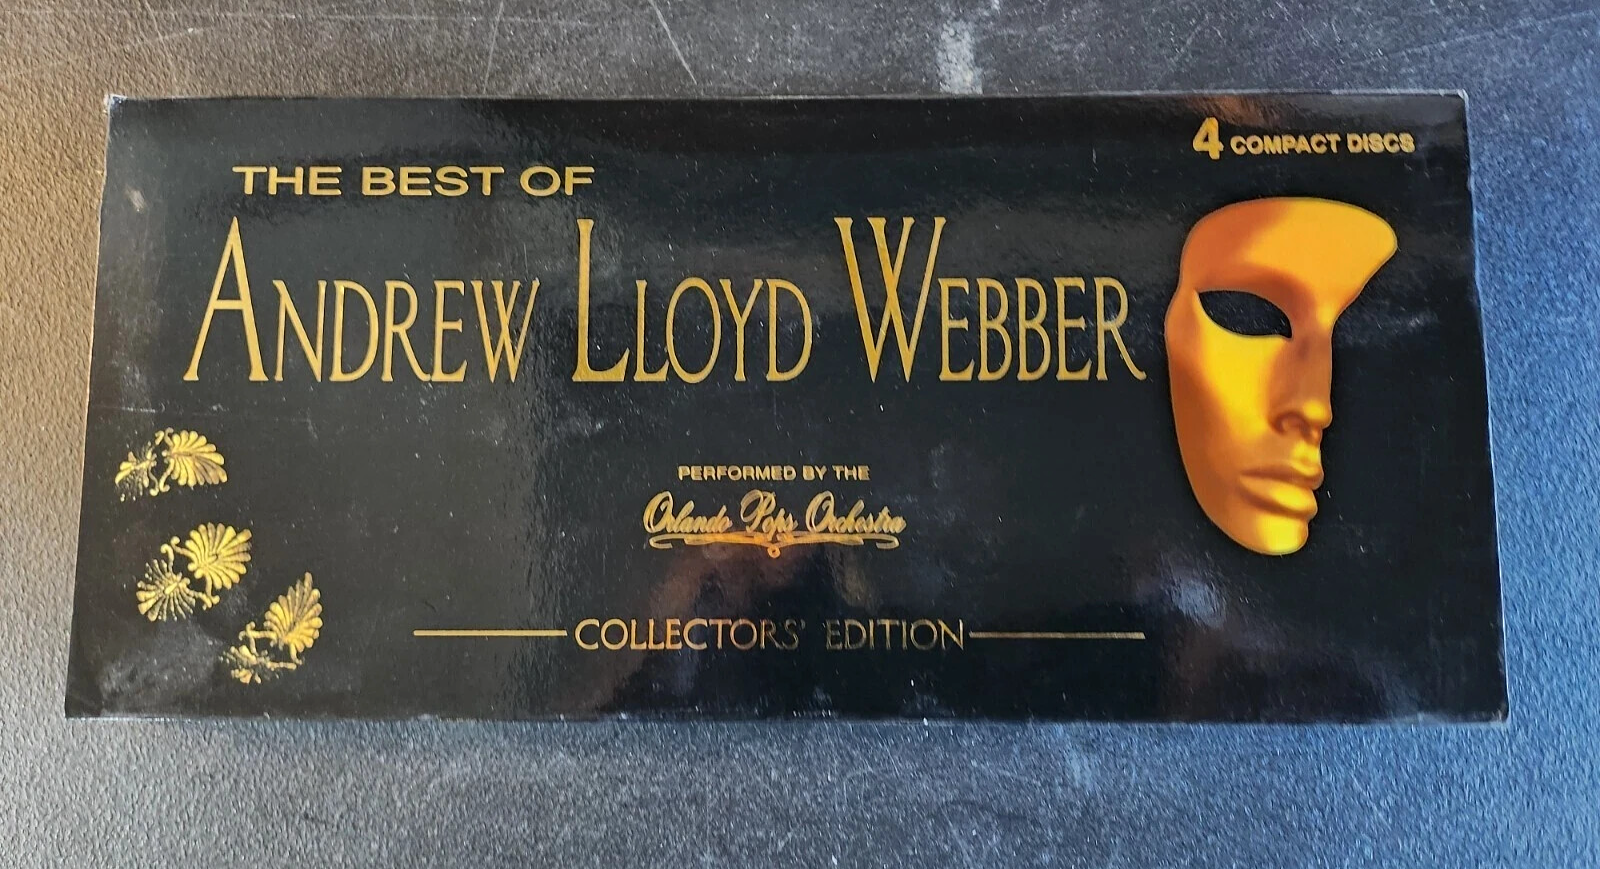 4 COMPACT DISCS
THE BEST OF
ANDREW LLOYD WEBBER
PERFORMED BY THE
Orlando Pops Orchestra
COLLECTORS' EDITION